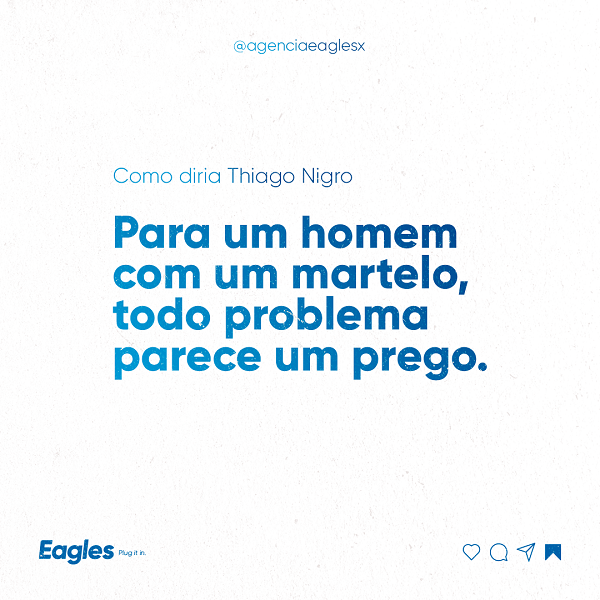 @agenciaeaglesx
Como diria Thiago Nigro
Para um homem
com um martelo,
todo problema
parece um prego.
Eagles Plug it in.